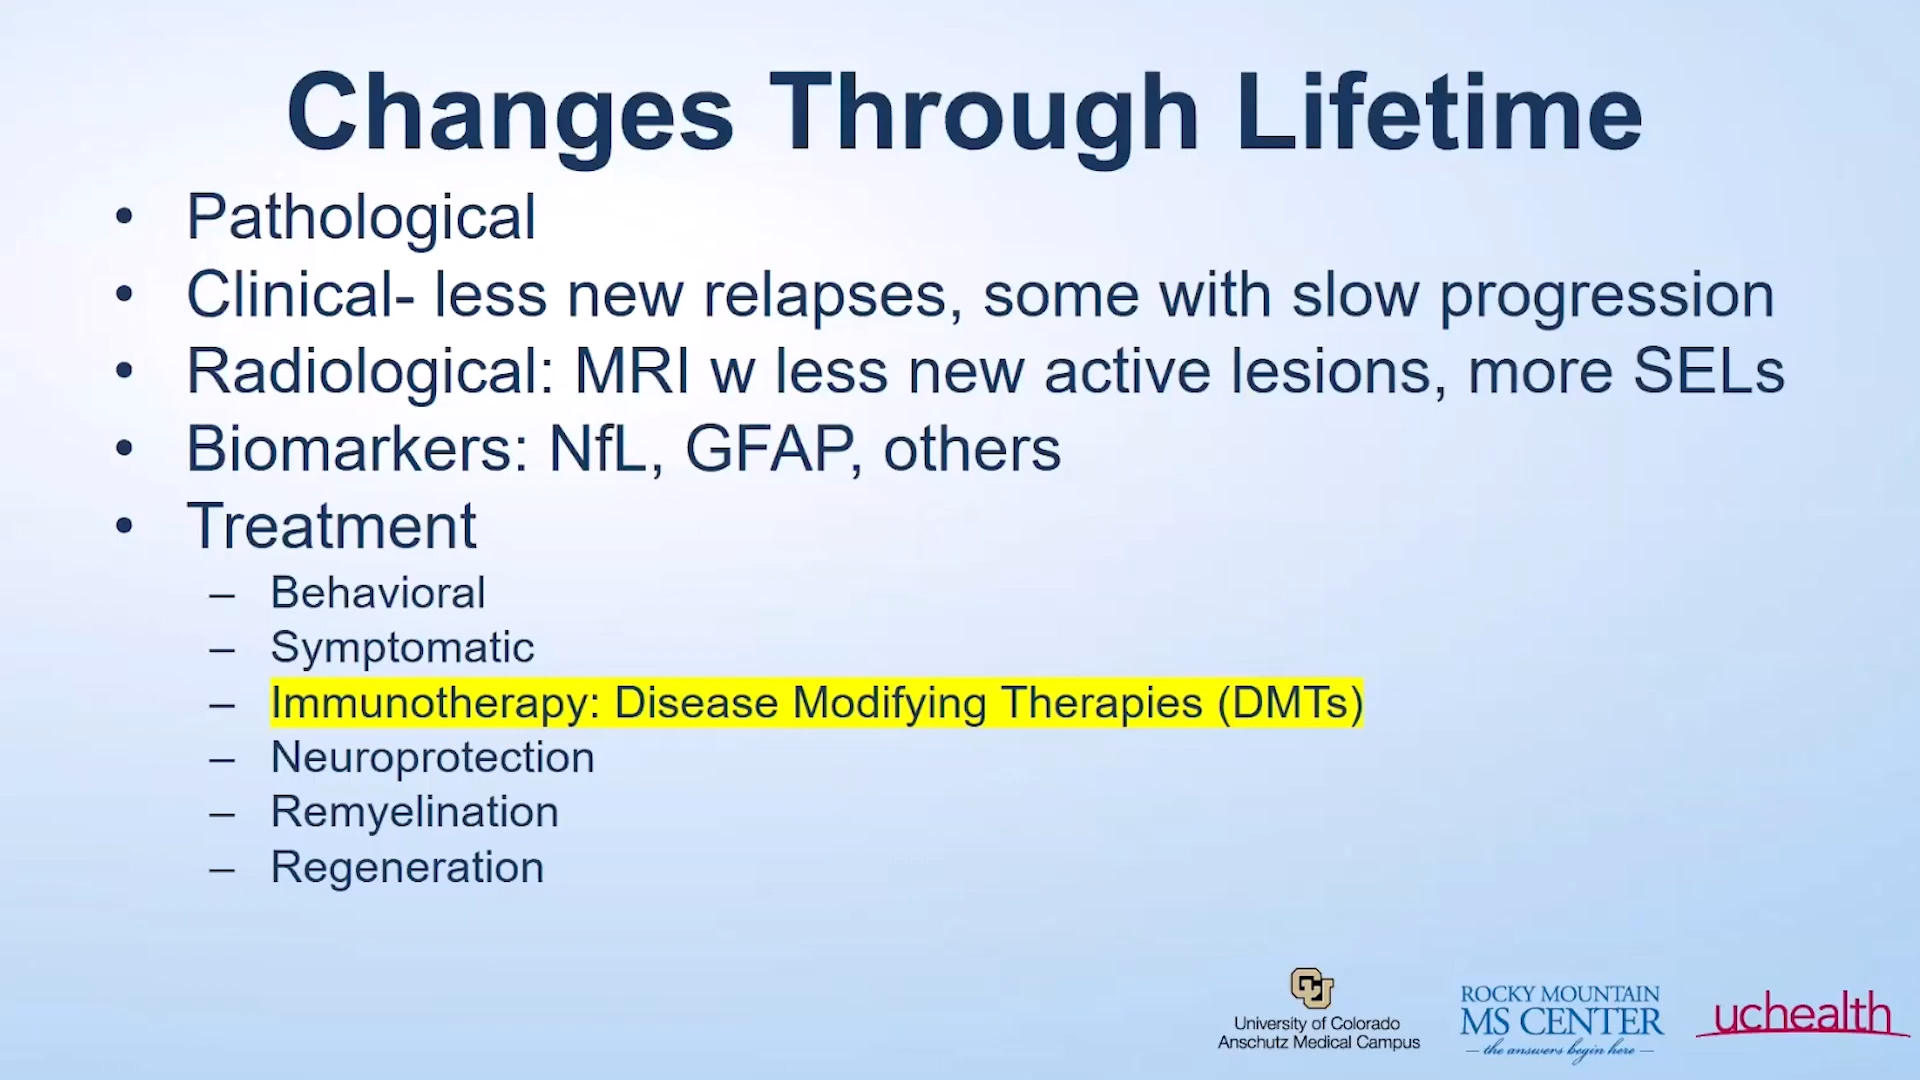 Changes Through Lifetime
• Pathological
• Clinical- less new relapses, some with slow progression
• Radiological: MRI w less new active lesions, more SELs
• Biomarkers: NfL, GFAP, others
• Treatment
– Behavioral
– Symptomatic
– Immunotherapy: Disease Modifying Therapies (DMTs)
– Neuroprotection
– Remyelination
– Regeneration
CU
University of Colorado
Anschutz Medical Campus
ROCKY MOUNTAIN
MS CENTER
— the answers begin here —
uchealth